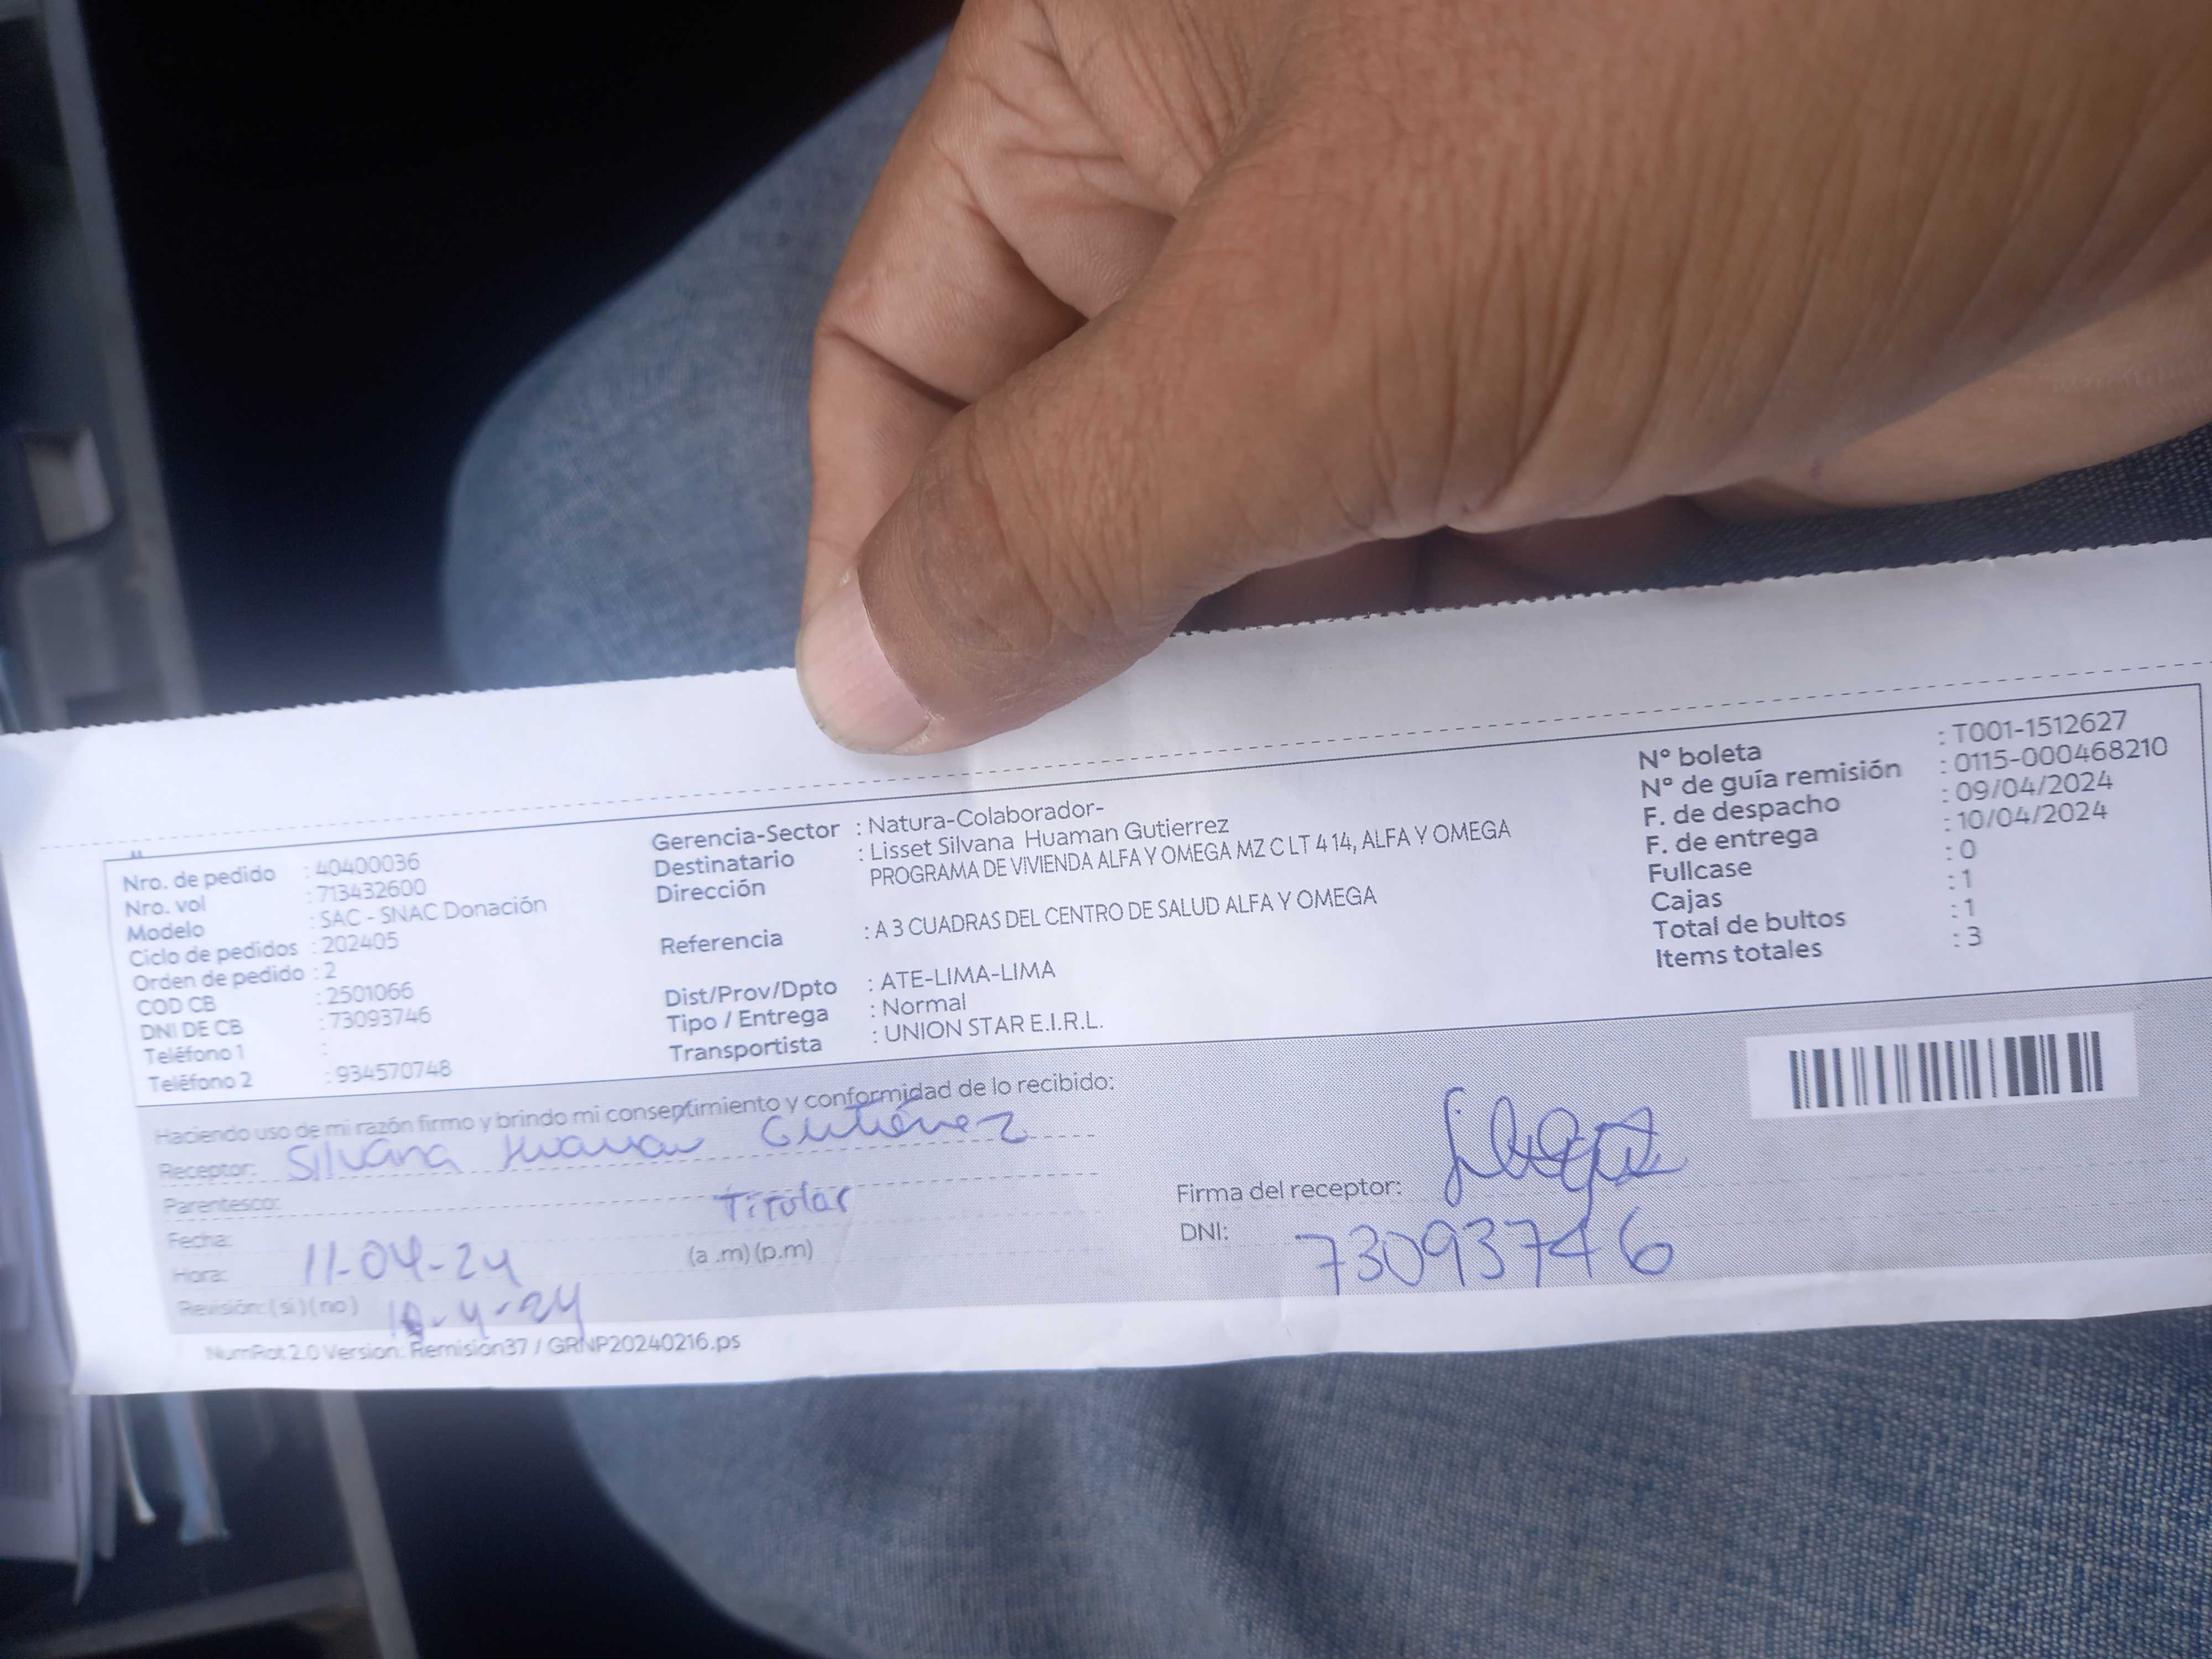 Nro. de pedido : 40400036
Nro. vol : 713432600
Modelo : SAC - SNAC Donación
Ciclo de pedidos : 202405
Orden de pedido : 2
COD CB : 2501066
DNI DE CB : 73093746
Teléfono 1 :
Teléfono 2 : 934570748
Gerencia-Sector : Natura-Colaborador-
Destinatario : Lisset Silvana Huaman Gutierrez
Dirección PROGRAMA DE VIVIENDA ALFA Y OMEGA MZ C LT 4 14, ALFA Y OMEGA
Referencia : A 3 CUADRAS DEL CENTRO DE SALUD ALFA Y OMEGA
Dist/Prov/Dpto : ATE-LIMA-LIMA
Tipo / Entrega : Normal
Transportista : UNION STAR E.I.R.L.
N° boleta : T001-1512627
N° de guía remisión : 0115-000468210
F. de despacho : 09/04/2024
F. de entrega : 10/04/2024
Fullcase : 0
Cajas : 1
Total de bultos : 1
Items totales : 3
Haciendo uso de mi razón firmo y brindo mi consentimiento y conformidad de lo recibido:
Receptor: Silvana Huaman Gutiérrez
Parentesco: Titular
Fecha: 11-04-24
Hora: (a .m) (p.m)
Revisión: (si) (no)
Firma del receptor:
DNI: 73093746
NumRot 2.0 Version: Remision37 / GRNP20240216.ps